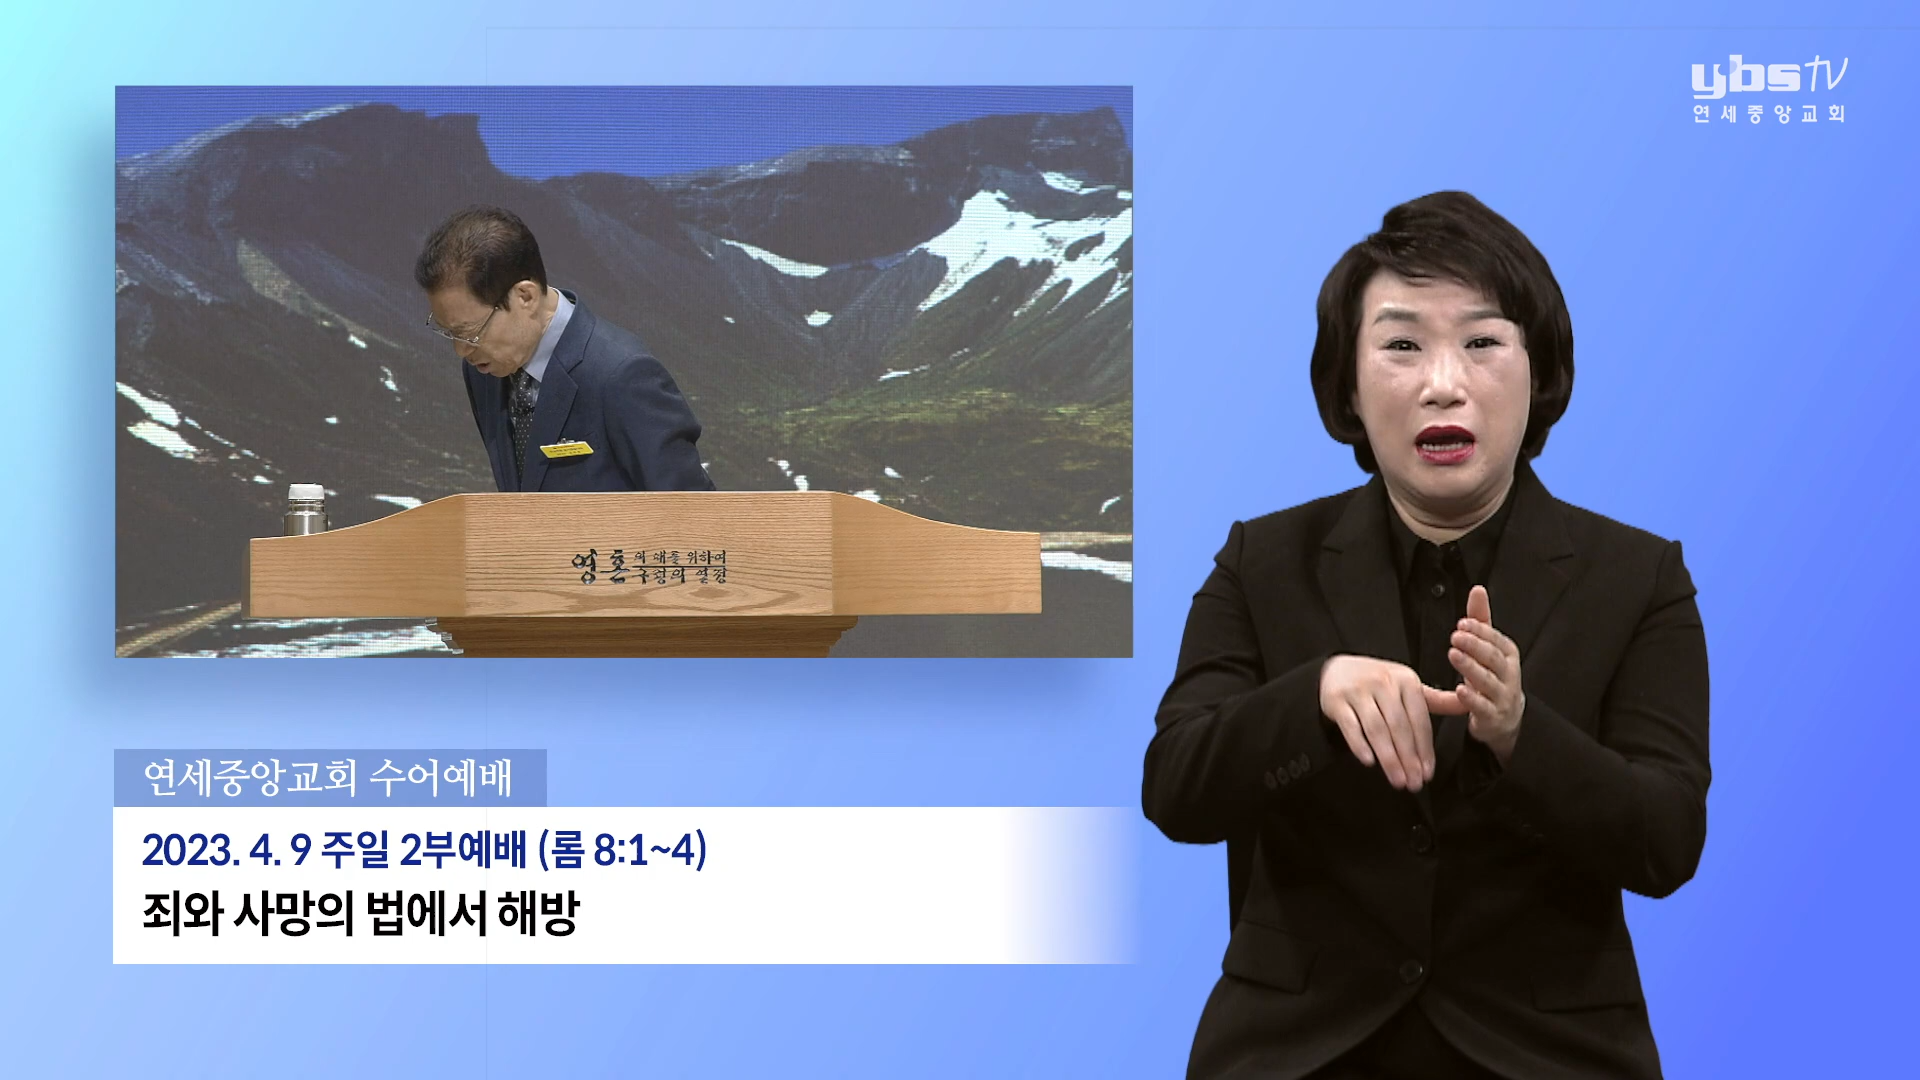 ybstv
연세중앙교회
영혼의 때를 위하여
구령의 열정
연세중앙교회 수어예배
2023. 4. 9 주일 2부예배 (롬 8:1~4)
죄와 사망의 법에서 해방